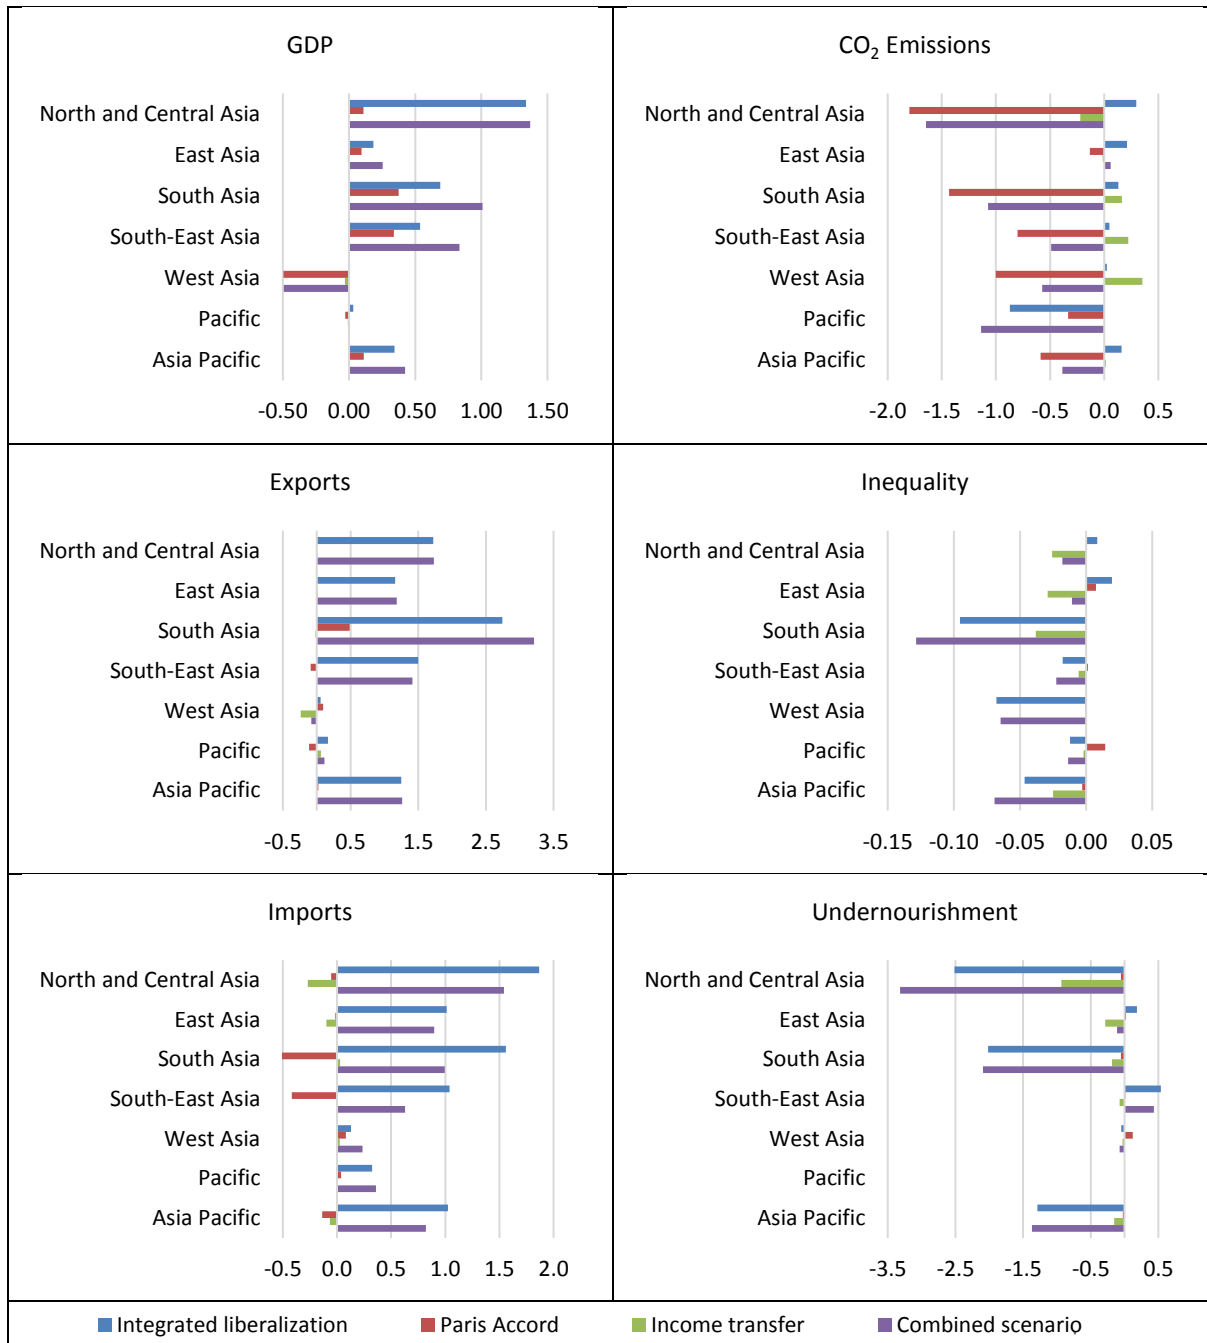 GDP
North and Central Asia
East Asia
South Asia
South-East Asia
West Asia
Pacific
Asia Pacific
-0.50 0.00 0.50 1.00 1.50
CO₂ Emissions
North and Central Asia
East Asia
South Asia
South-East Asia
West Asia
Pacific
Asia Pacific
-2.0 -1.5 -1.0 -0.5 0.0 0.5
Exports
North and Central Asia
East Asia
South Asia
South-East Asia
West Asia
Pacific
Asia Pacific
-0.5 0.5 1.5 2.5 3.5
Inequality
North and Central Asia
East Asia
South Asia
South-East Asia
West Asia
Pacific
Asia Pacific
-0.15 -0.10 -0.05 0.00 0.05
Imports
North and Central Asia
East Asia
South Asia
South-East Asia
West Asia
Pacific
Asia Pacific
-0.5 0.0 0.5 1.0 1.5 2.0
Undernourishment
North and Central Asia
East Asia
South Asia
South-East Asia
West Asia
Pacific
Asia Pacific
-3.5 -2.5 -1.5 -0.5 0.5
Integrated liberalization Paris Accord Income transfer Combined scenario